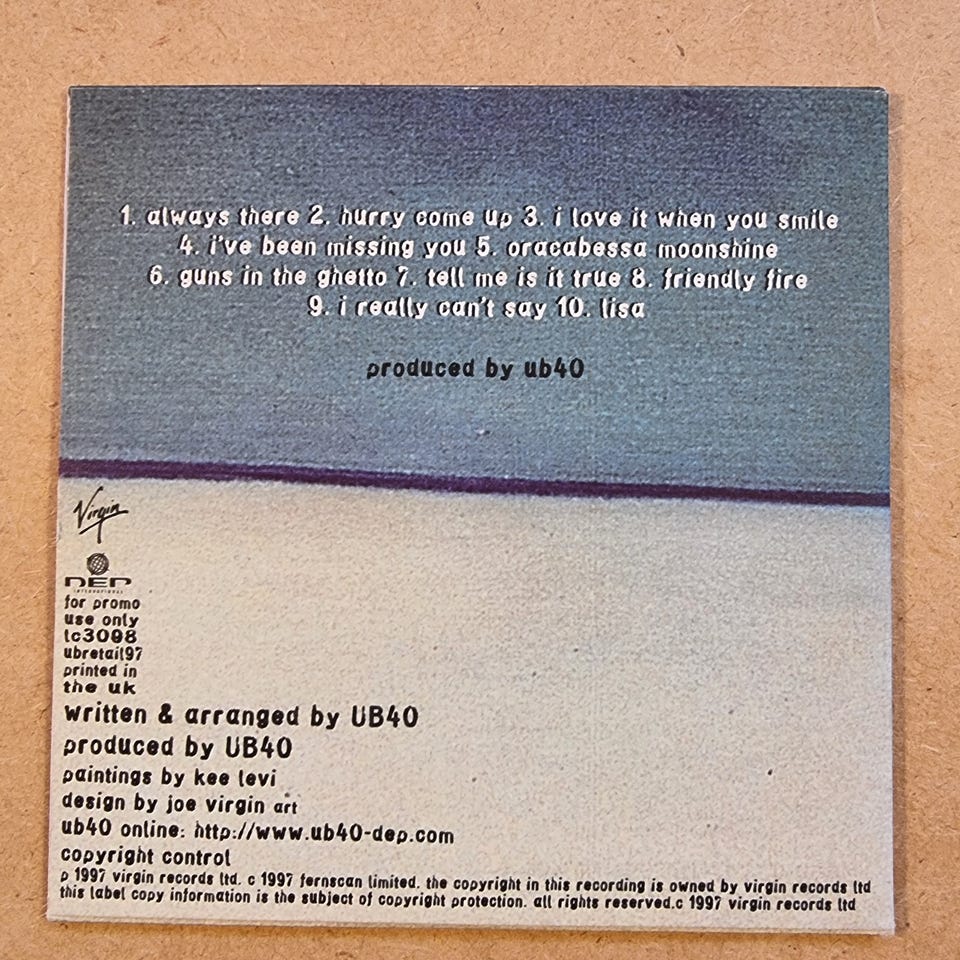 1. always there 2. hurry come up 3. i love it when you smile
4. i've been missing you 5. oracabessa moonshine
6. guns in the ghetto 7. tell me is it true 8. friendly fire
9. i really can't say 10. lisa
produced by ub40
Virgin
DEP
INTERNATIONAL
for promo
use only
lc3098
ubretail97
printed in
the uk
written & arranged by UB40
produced by UB40
paintings by kee levi
design by joe virgin art
ub40 online: http://www.ub40-dep.com
copyright control
p 1997 virgin records ltd. c 1997 fernscan limited. the copyright in this recording is owned by virgin records ltd
this label copy information is the subject of copyright protection. all rights reserved.c 1997 virgin records ltd